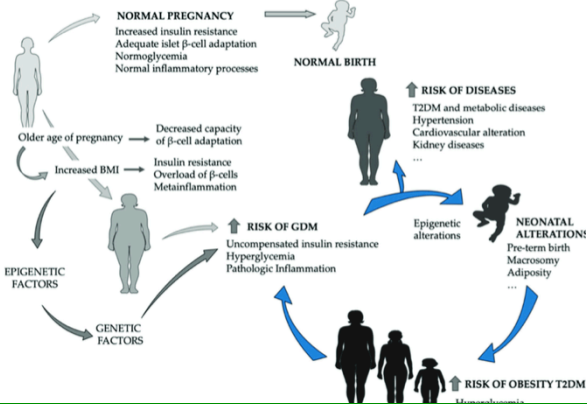 NORMAL PREGNANCY
Increased insulin resistance
Adequate islet β-cell adaptation
Normoglycemia
Normal inflammatory processes
NORMAL BIRTH
RISK OF DISEASES
T2DM and metabolic diseases
Hypertension
Cardiovascular alteration
Kidney diseases
...
Older age of pregnancy
Decreased capacity
of β-cell adaptation
Increased BMI
Insulin resistance
Overload of β-cells
Metainflammation
RISK OF GDM
Uncompensated insulin resistance
Hyperglycemia
Pathologic Inflammation
Epigenetic
alterations
NEONATAL
ALTERATIONS
Pre-term birth
Macrosomy
Adiposity
...
EPIGENETIC
FACTORS
GENETIC
FACTORS
RISK OF OBESITY T2DM
Hyperglycemia